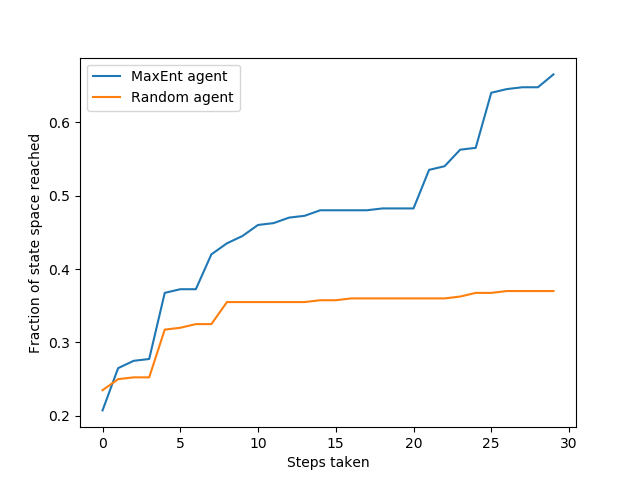 MaxEnt agent
Random agent
Fraction of state space reached
0.6
0.5
0.4
0.3
0.2
0 5 10 15 20 25 30
Steps taken